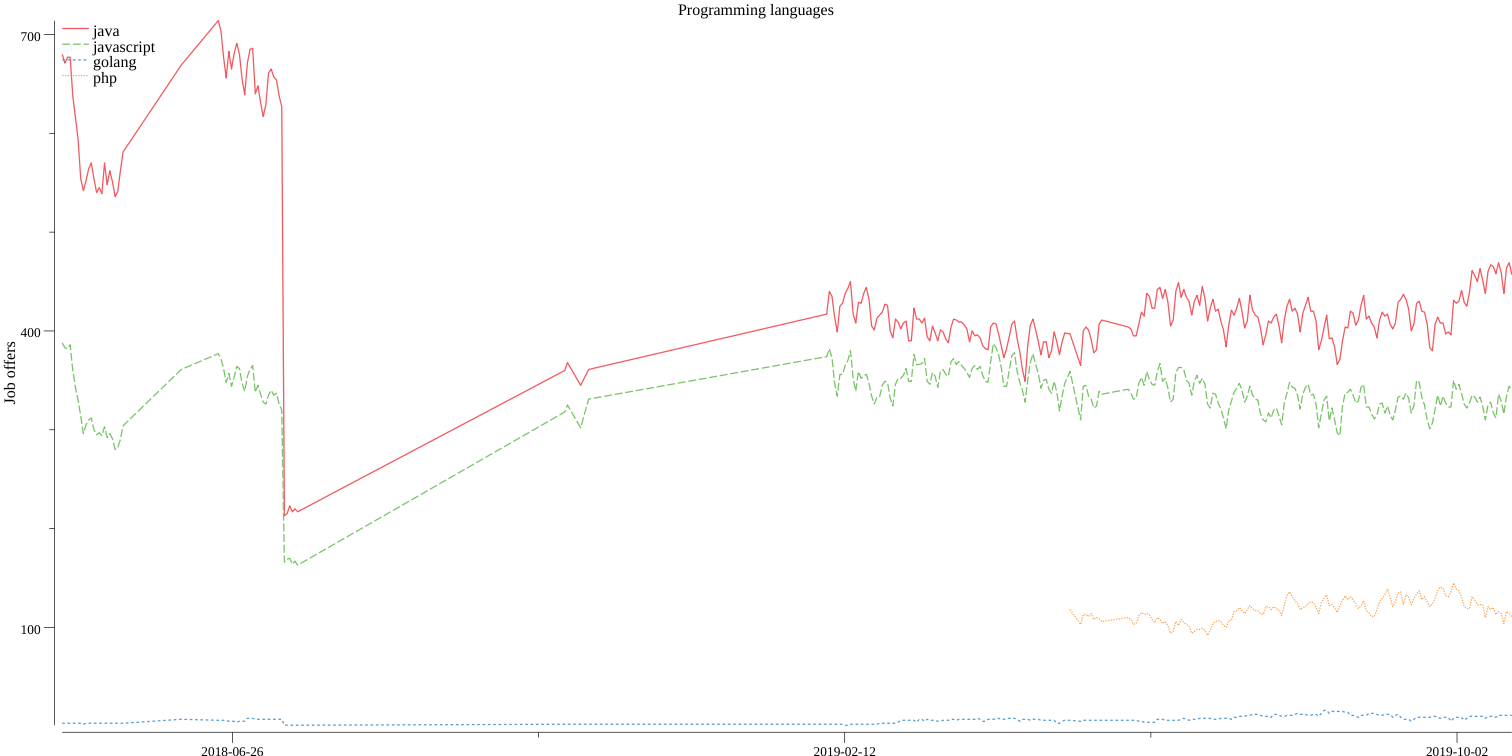 Programming languages
java
javascript
golang
php
700
400
100
Job offers
2018-06-26
2019-02-12
2019-10-02